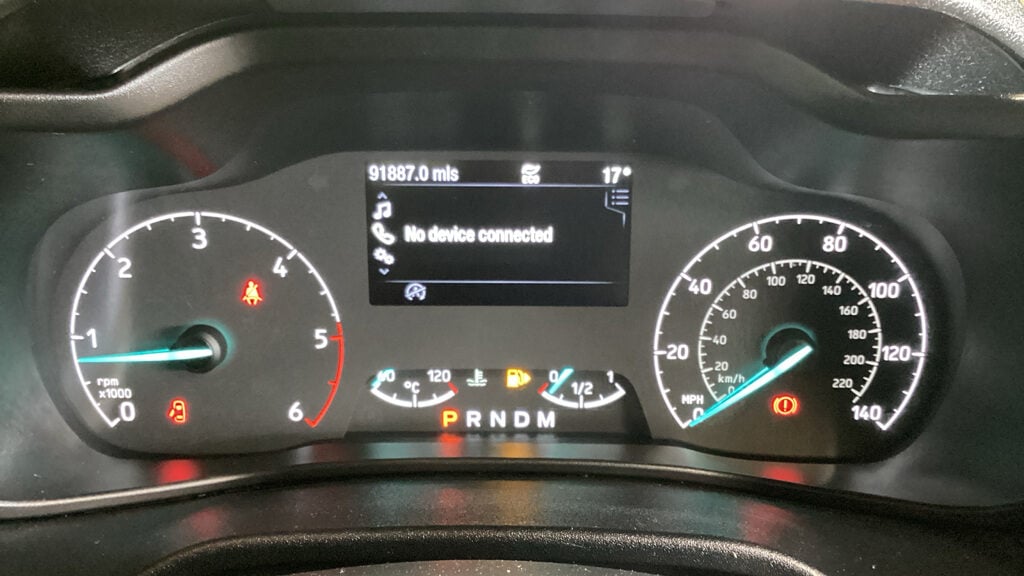 91887.0 mls 17°
No device connected
0 1 2 3 4 5 6
rpm
x1000
120
°C
0 1/2 1
P R N D M
0 20 40 60 80 100 120 140
MPH
0 20 40 60 80 100 120 140 160 180 200 220
km/h